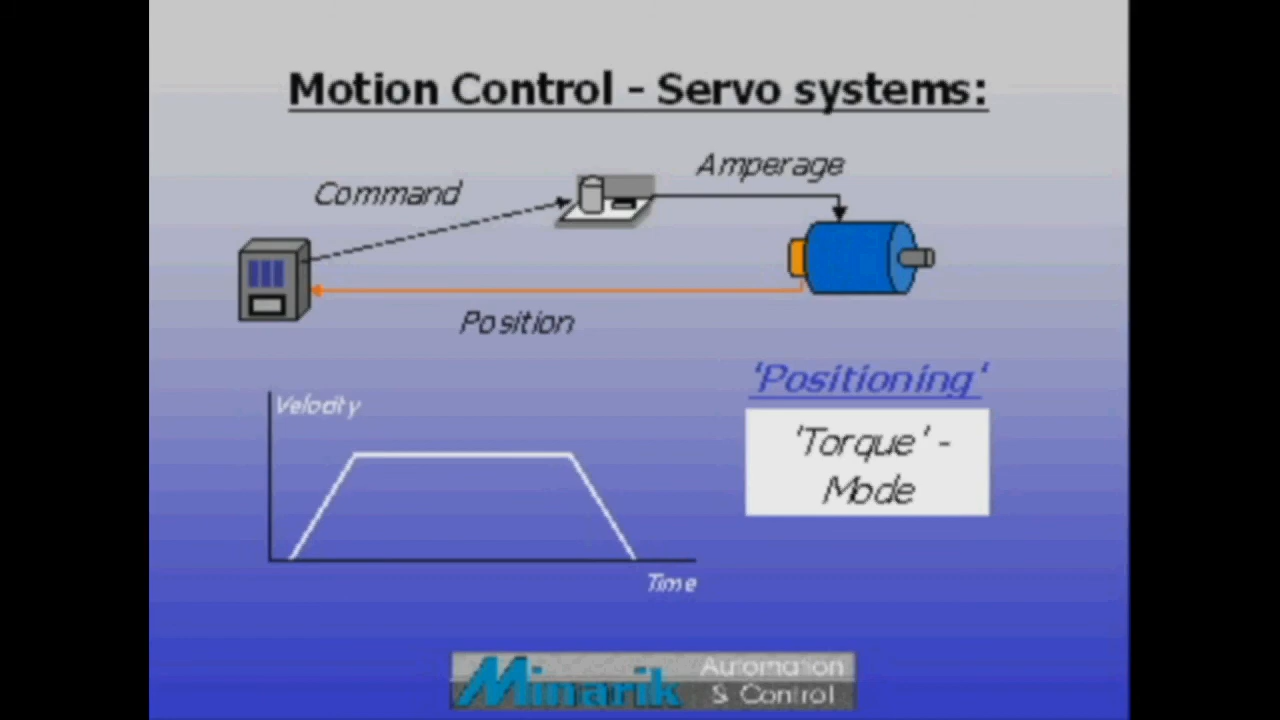 Motion Control - Servo systems:
Amperage
Command
Position
'Positioning'
Velocity
'Torque' -
Mode
Time
Minarik Automation
& Control